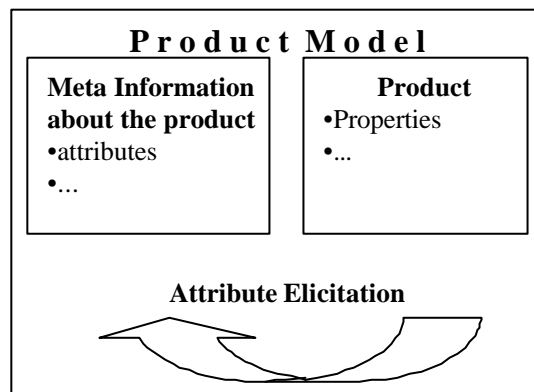 Product Model
Meta Information
about the product
•attributes
•...
Product
•Properties
•...
Attribute Elicitation